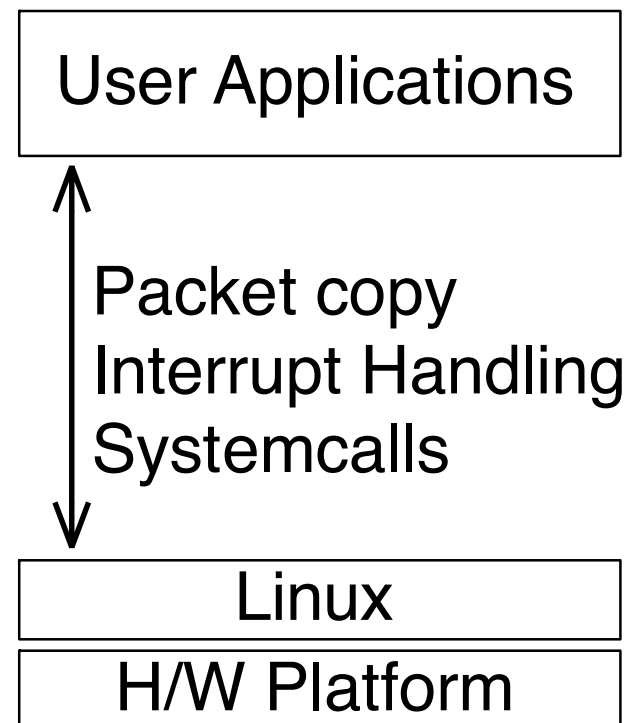 User Applications
Packet copy
Interrupt Handling
Systemcalls
Linux
H/W Platform